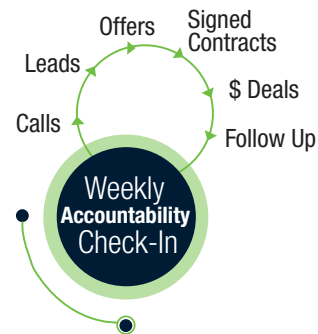 Offers
Signed
Contracts
Leads
$ Deals
Calls
Follow Up
Weekly
Accountability
Check-In